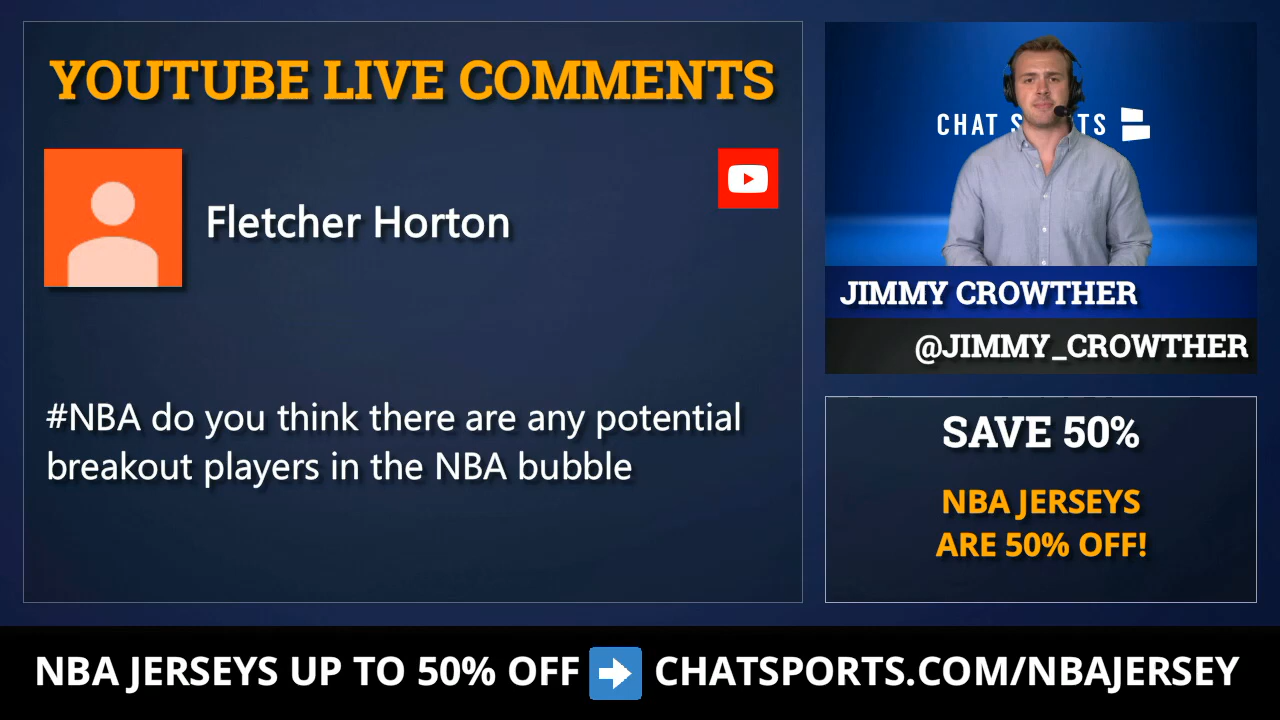 YOUTUBE LIVE COMMENTS
Fletcher Horton
#NBA do you think there are any potential
breakout players in the NBA bubble
CHAT S TS
JIMMY CROWTHER
@JIMMY_CROWTHER
SAVE 50%
NBA JERSEYS
ARE 50% OFF!
NBA JERSEYS UP TO 50% OFF ➡ CHATSPORTS.COM/NBAJERSEY